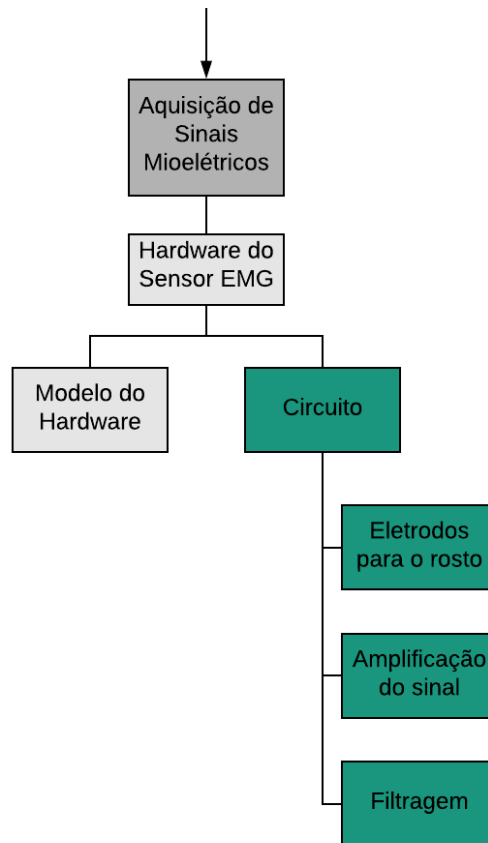 Aquisição de
Sinais
Mioelétricos
Hardware do
Sensor EMG
Modelo do
Hardware
Circuito
Eletrodos
para o rosto
Amplificação
do sinal
Filtragem